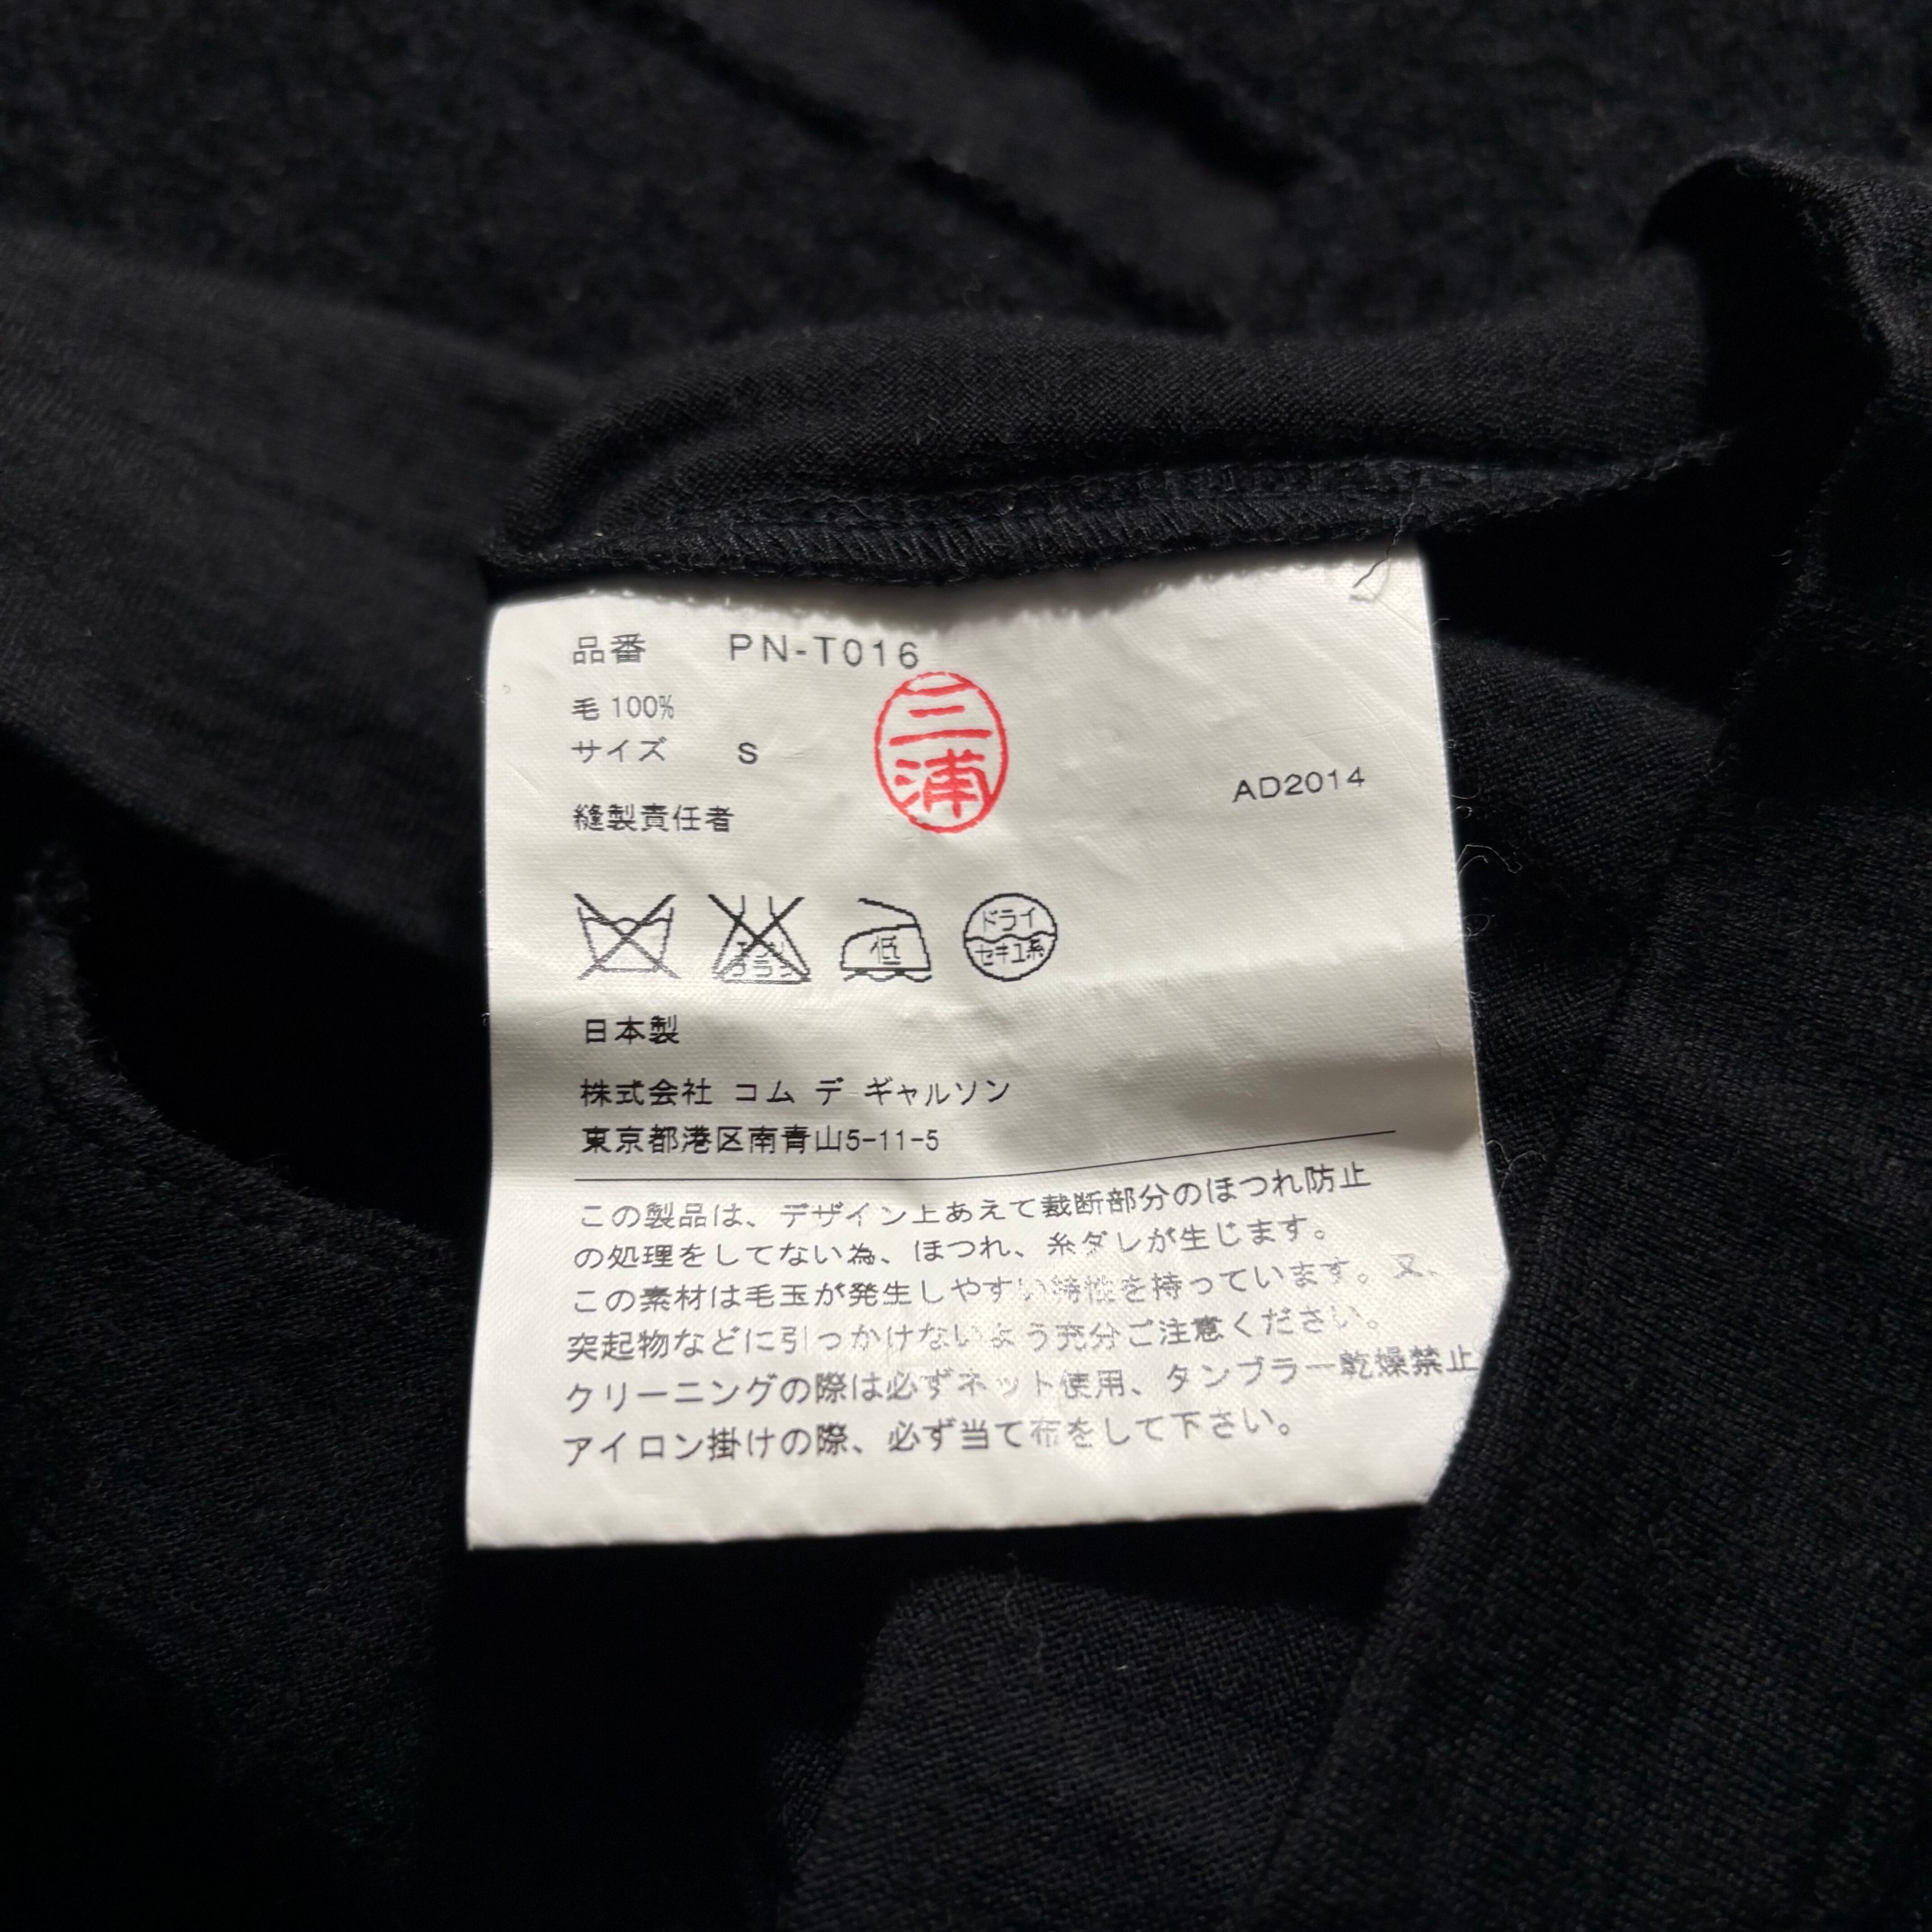 品番 PN-T016
毛 100%
サイズ S
三浦
AD2014
縫製責任者
低
ドライ
セキユ系
日本製
株式会社 コム デ ギャルソン
東京都港区南青山5-11-5
この製品は、デザイン上あえて裁断部分のほつれ防止
の処理をしてない為、ほつれ、糸ダレが生じます。
この素材は毛玉が発生しやすい特性を持っています。又、
突起物などに引っかけないよう充分ご注意ください。
クリーニングの際は必ずネット使用、タンブラー乾燥禁止
アイロン掛けの際、必ず当て布をして下さい。